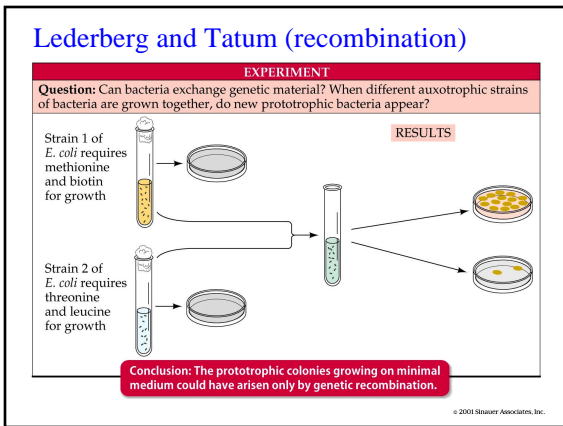 Lederberg and Tatum (recombination)
EXPERIMENT
Question: Can bacteria exchange genetic material? When different auxotrophic strains
of bacteria are grown together, do new prototrophic bacteria appear?
RESULTS
Strain 1 of
E. coli requires
methionine
and biotin
for growth
Strain 2 of
E. coli requires
threonine
and leucine
for growth
Conclusion: The prototrophic colonies growing on minimal
medium could have arisen only by genetic recombination.
© 2001 Sinauer Associates, Inc.